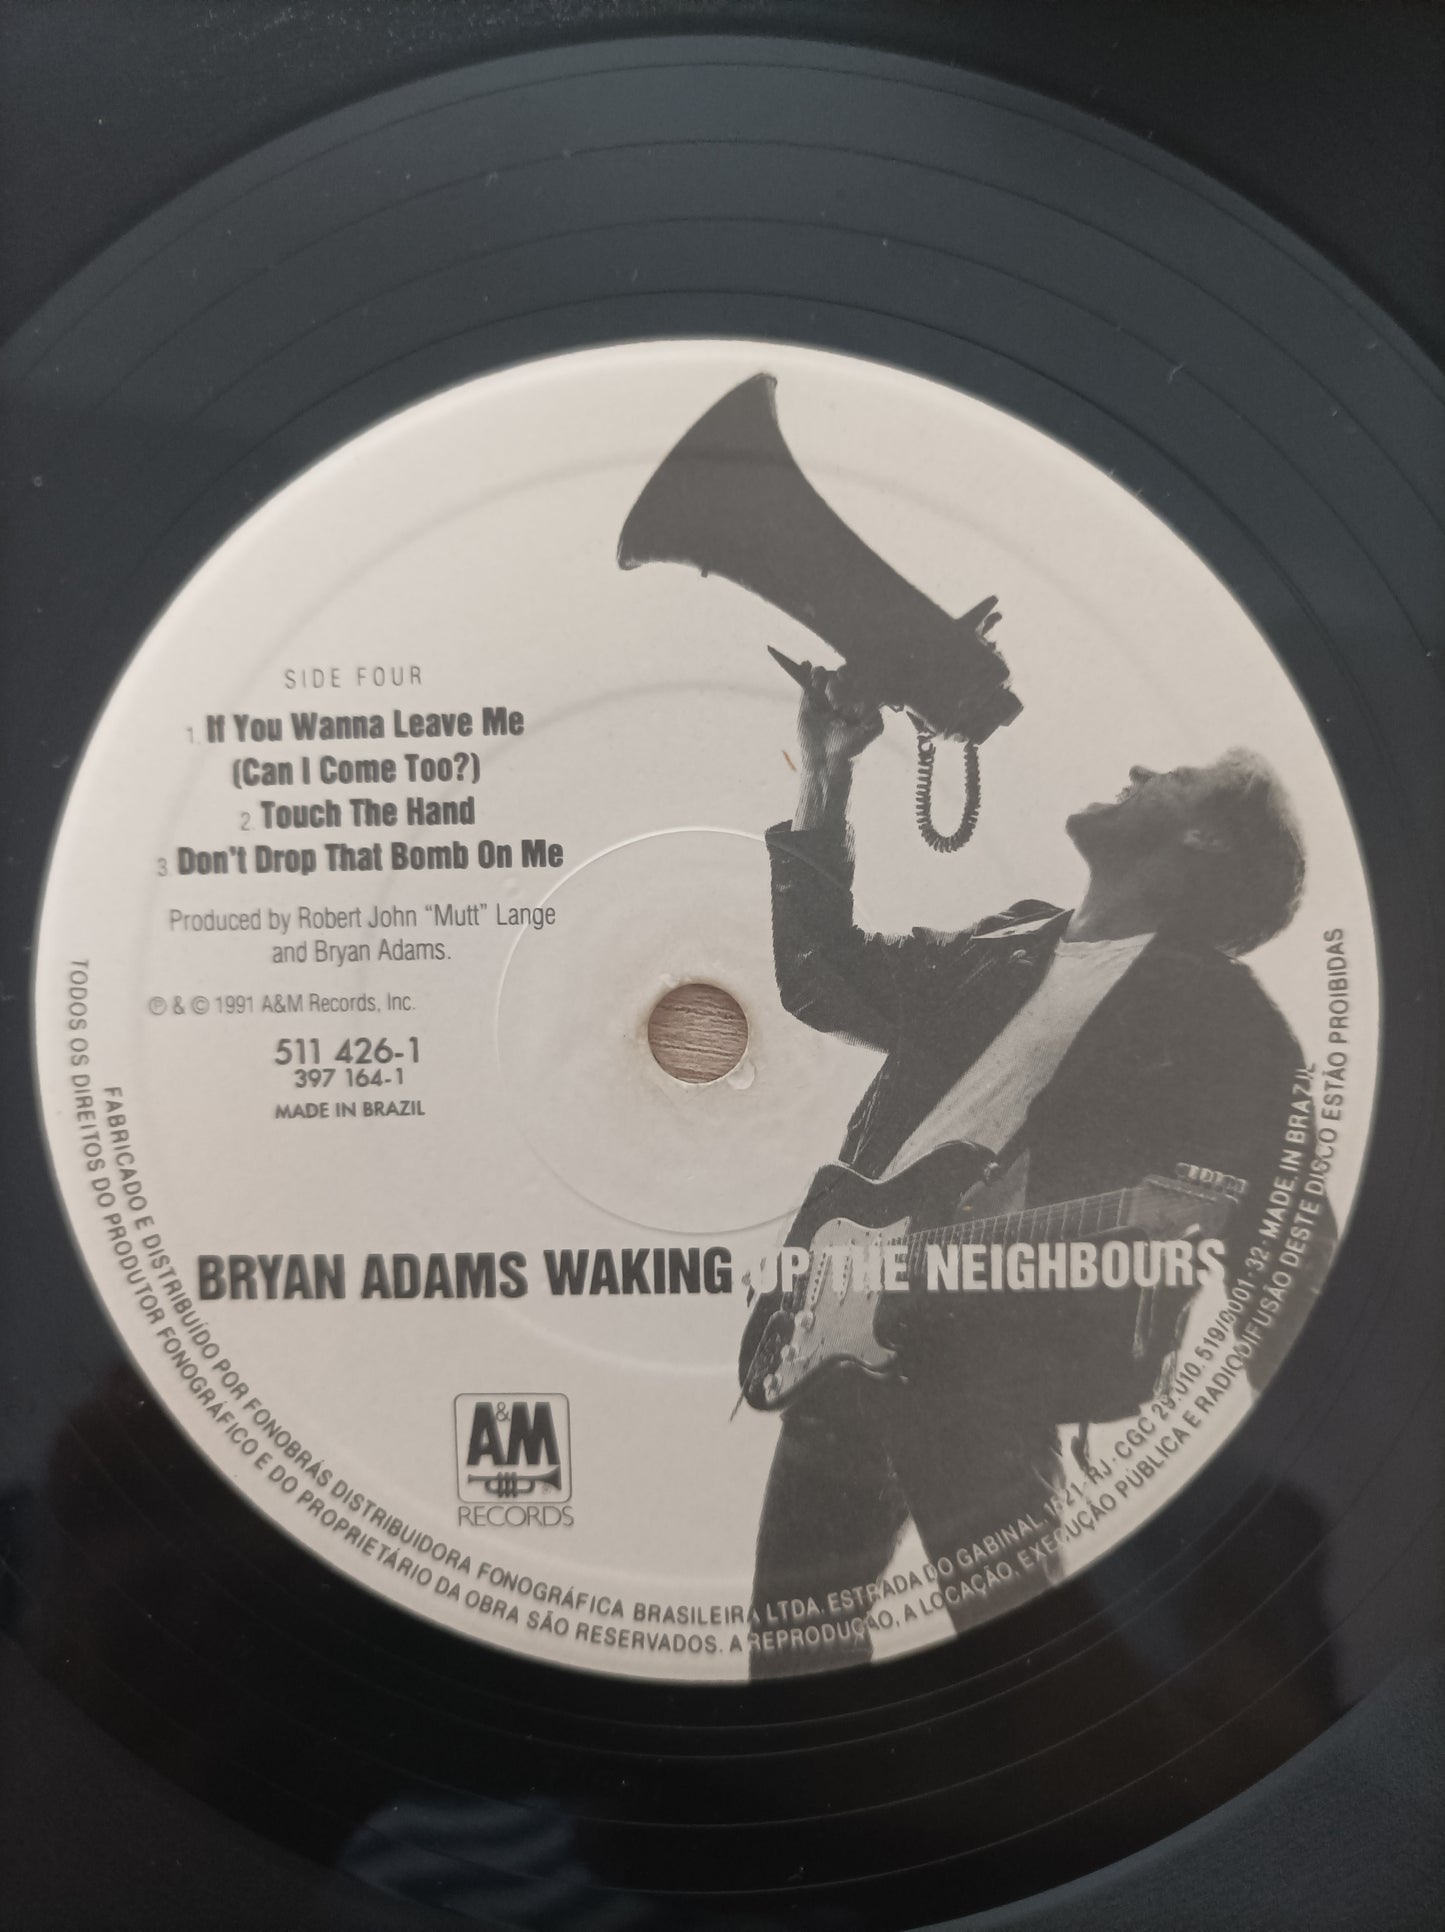 SIDE FOUR
1. If You Wanna Leave Me
(Can I Come Too?)
2. Touch The Hand
3. Don't Drop That Bomb On Me
Produced by Robert John “Mutt” Lange
and Bryan Adams.
℗ & © 1991 A&M Records, Inc.
511 426-1
397 164-1
MADE IN BRAZIL
BRYAN ADAMS WAKING UP THE NEIGHBOURS
A&M
RECORDS
FABRICADO E DISTRIBUÍDO POR FONOBRÁS DISTRIBUIDORA FONOGRÁFICA BRASILEIRA LTDA. ESTRADA DO GABINAL, 1721-RJ-CGC 29.010.519/0001-32-MADE IN BRAZIL
TODOS OS DIREITOS DO PRODUTOR FONOGRÁFICO E DO PROPRIETÁRIO DA OBRA SÃO RESERVADOS. A REPRODUÇÃO, A LOCAÇÃO, EXECUÇÃO PÚBLICA E RADIODIFUSÃO DESTE DISCO ESTÃO PROIBIDAS